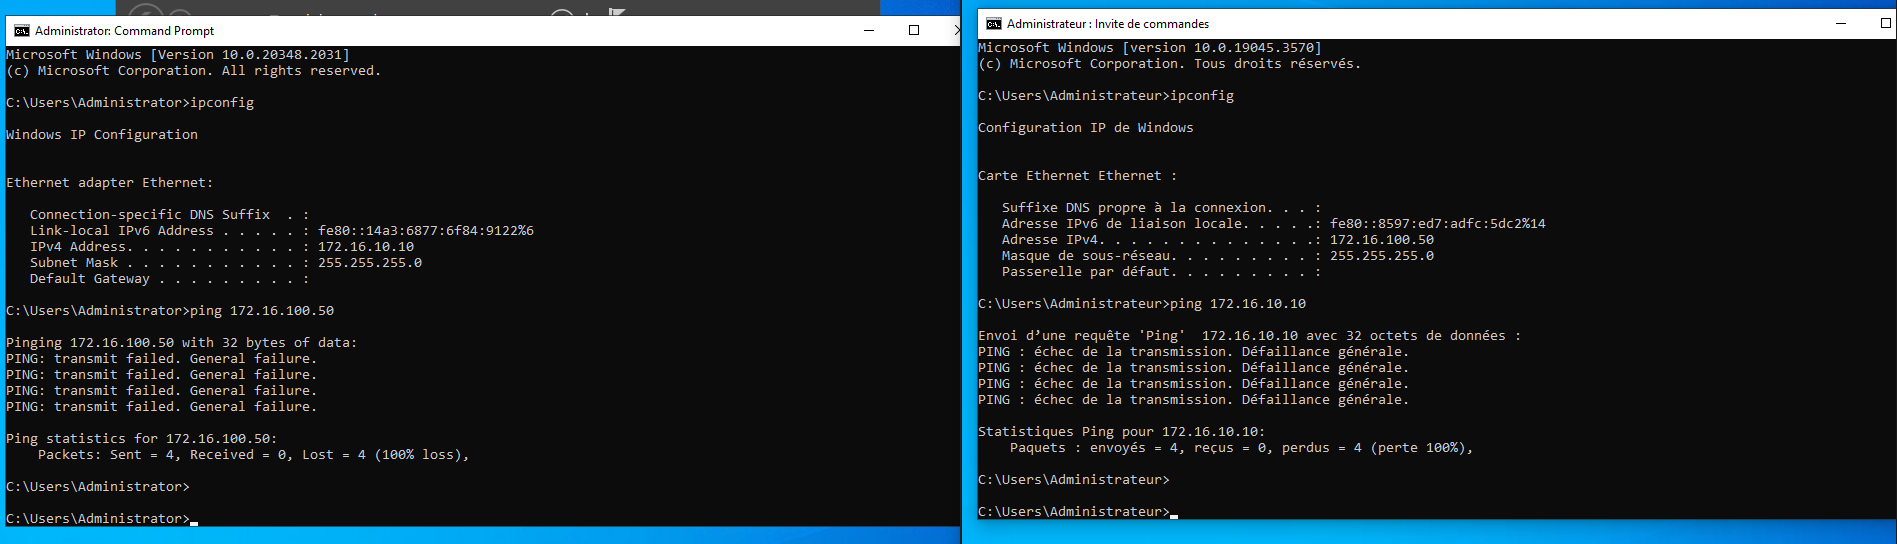 Administrator: Command Prompt
Microsoft Windows [Version 10.0.20348.2031]
(c) Microsoft Corporation. All rights reserved.
C:\Users\Administrator>ipconfig
Windows IP Configuration
Ethernet adapter Ethernet:
Connection-specific DNS Suffix  . :
Link-local IPv6 Address . . . . . : fe80::14a3:6877:6f84:9122%6
IPv4 Address. . . . . . . . . . . : 172.16.10.10
Subnet Mask . . . . . . . . . . . : 255.255.255.0
Default Gateway . . . . . . . . . :
C:\Users\Administrator>ping 172.16.100.50
Pinging 172.16.100.50 with 32 bytes of data:
PING: transmit failed. General failure.
PING: transmit failed. General failure.
PING: transmit failed. General failure.
PING: transmit failed. General failure.
Ping statistics for 172.16.100.50:
Packets: Sent = 4, Received = 0, Lost = 4 (100% loss),
C:\Users\Administrator>
C:\Users\Administrator>
Administrateur : Invite de commandes
Microsoft Windows [version 10.0.19045.3570]
(c) Microsoft Corporation. Tous droits réservés.
C:\Users\Administrateur>ipconfig
Configuration IP de Windows
Carte Ethernet Ethernet :
Suffixe DNS propre à la connexion. . . :
Adresse IPv6 de liaison locale. . . . .: fe80::8597:ed7:adfc:5dc2%14
Adresse IPv4. . . . . . . . . . . . . .: 172.16.100.50
Masque de sous-réseau. . . . . . . . . : 255.255.255.0
Passerelle par défaut. . . . . . . . . :
C:\Users\Administrateur>ping 172.16.10.10
Envoi d’une requête 'Ping'  172.16.10.10 avec 32 octets de données :
PING : échec de la transmission. Défaillance générale.
PING : échec de la transmission. Défaillance générale.
PING : échec de la transmission. Défaillance générale.
PING : échec de la transmission. Défaillance générale.
Statistiques Ping pour 172.16.10.10:
Paquets : envoyés = 4, reçus = 0, perdus = 4 (perte 100%),
C:\Users\Administrateur>
C:\Users\Administrateur>